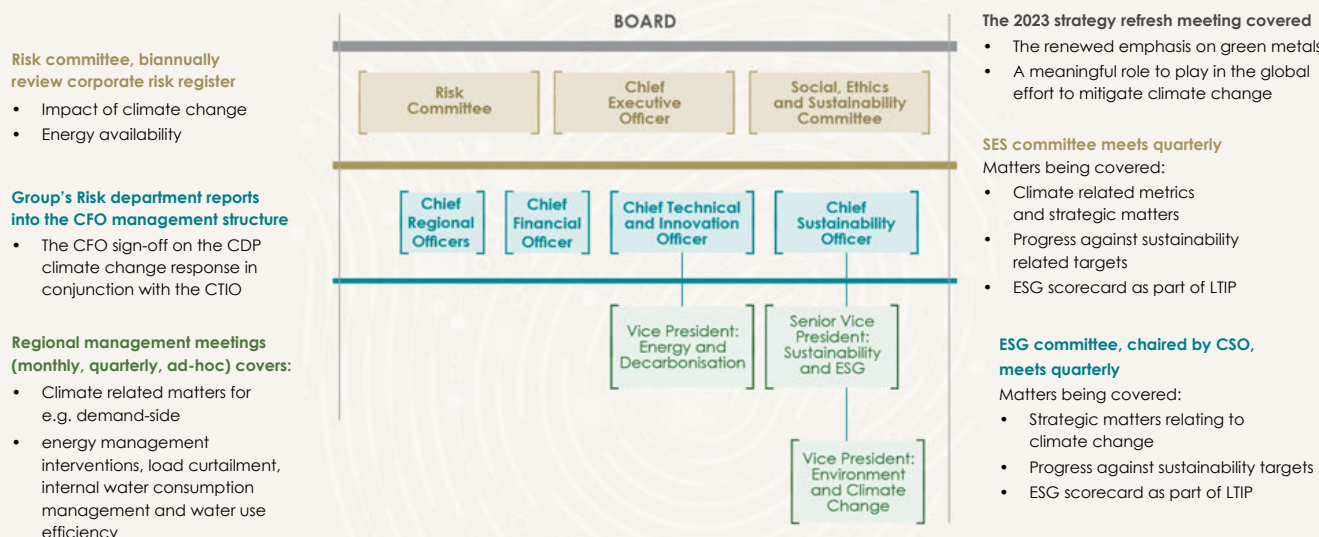 BOARD
Risk committee, biannually
review corporate risk register
• Impact of climate change
• Energy availability
Group's Risk department reports
into the CFO management structure
• The CFO sign-off on the CDP
climate change response in
conjunction with the CTIO
Regional management meetings
(monthly, quarterly, ad-hoc) covers:
• Climate related matters for
e.g. demand-side
• energy management
interventions, load curtailment,
internal water consumption
management and water use
efficiency
Risk
Committee
Chief
Executive
Officer
Social, Ethics
and Sustainability
Committee
Chief
Regional
Officers
Chief
Financial
Officer
Chief Technical
and Innovation
Officer
Chief
Sustainability
Officer
Vice President:
Energy and
Decarbonisation
Senior Vice
President:
Sustainability
and ESG
Vice President:
Environment
and Climate
Change
The 2023 strategy refresh meeting covered
• The renewed emphasis on green metals
• A meaningful role to play in the global
effort to mitigate climate change
SES committee meets quarterly
Matters being covered:
• Climate related metrics
and strategic matters
• Progress against sustainability
related targets
• ESG scorecard as part of LTIP
ESG committee, chaired by CSO,
meets quarterly
Matters being covered:
• Strategic matters relating to
climate change
• Progress against sustainability targets
• ESG scorecard as part of LTIP